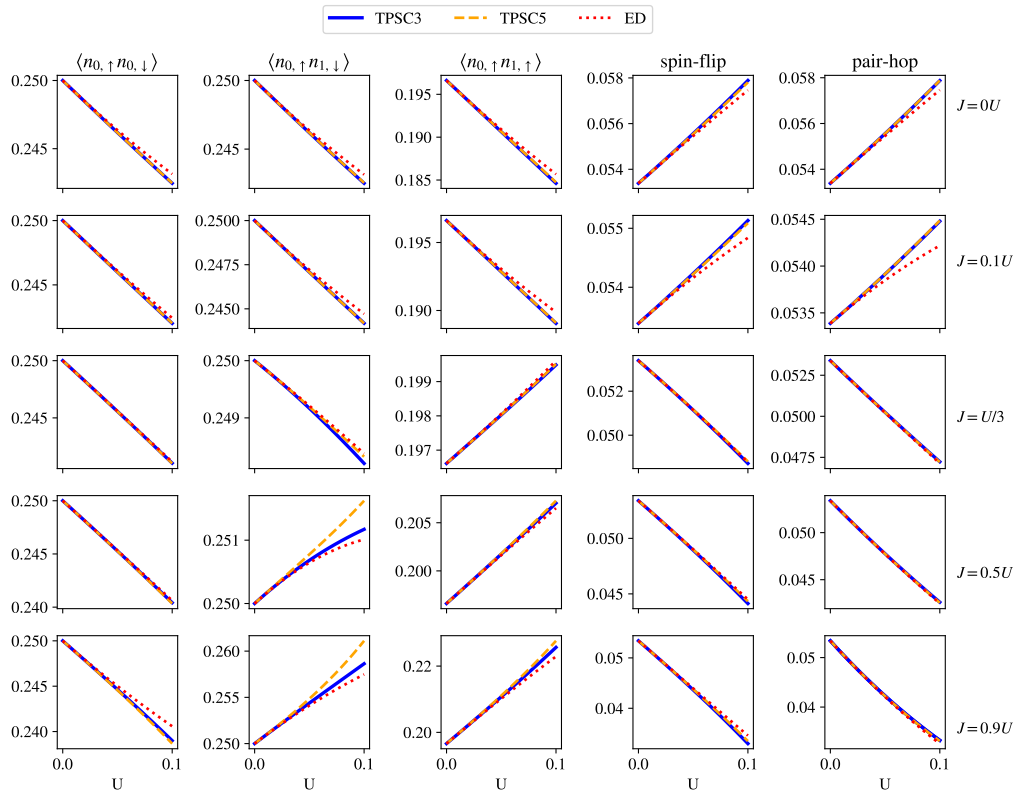 TPSC3 TPSC5 ED
⟨n0,↑n0,↓⟩ ⟨n0,↑n1,↓⟩ ⟨n0,↑n1,↑⟩ spin-flip pair-hop
0.250 0.250 0.195 0.058 0.058
0.245 0.245 0.190 0.056 0.056
0.185 0.054 0.054
J = 0U
0.250 0.2500 0.195 0.055 0.0545
0.245 0.2475 0.190 0.054 0.0540
0.2450 0.0535
J = 0.1U
0.250 0.250 0.199 0.052 0.0525
0.245 0.249 0.198 0.050 0.0500
0.197 0.0475
J = U/3
0.250 0.251 0.205 0.050 0.050
0.245 0.250 0.200 0.045 0.045
0.240
J = 0.5U
0.250 0.260 0.22 0.05 0.05
0.245 0.255 0.20 0.04 0.04
0.240 0.250
J = 0.9U
0.0 0.1 0.0 0.1 0.0 0.1 0.0 0.1 0.0 0.1
U U U U U